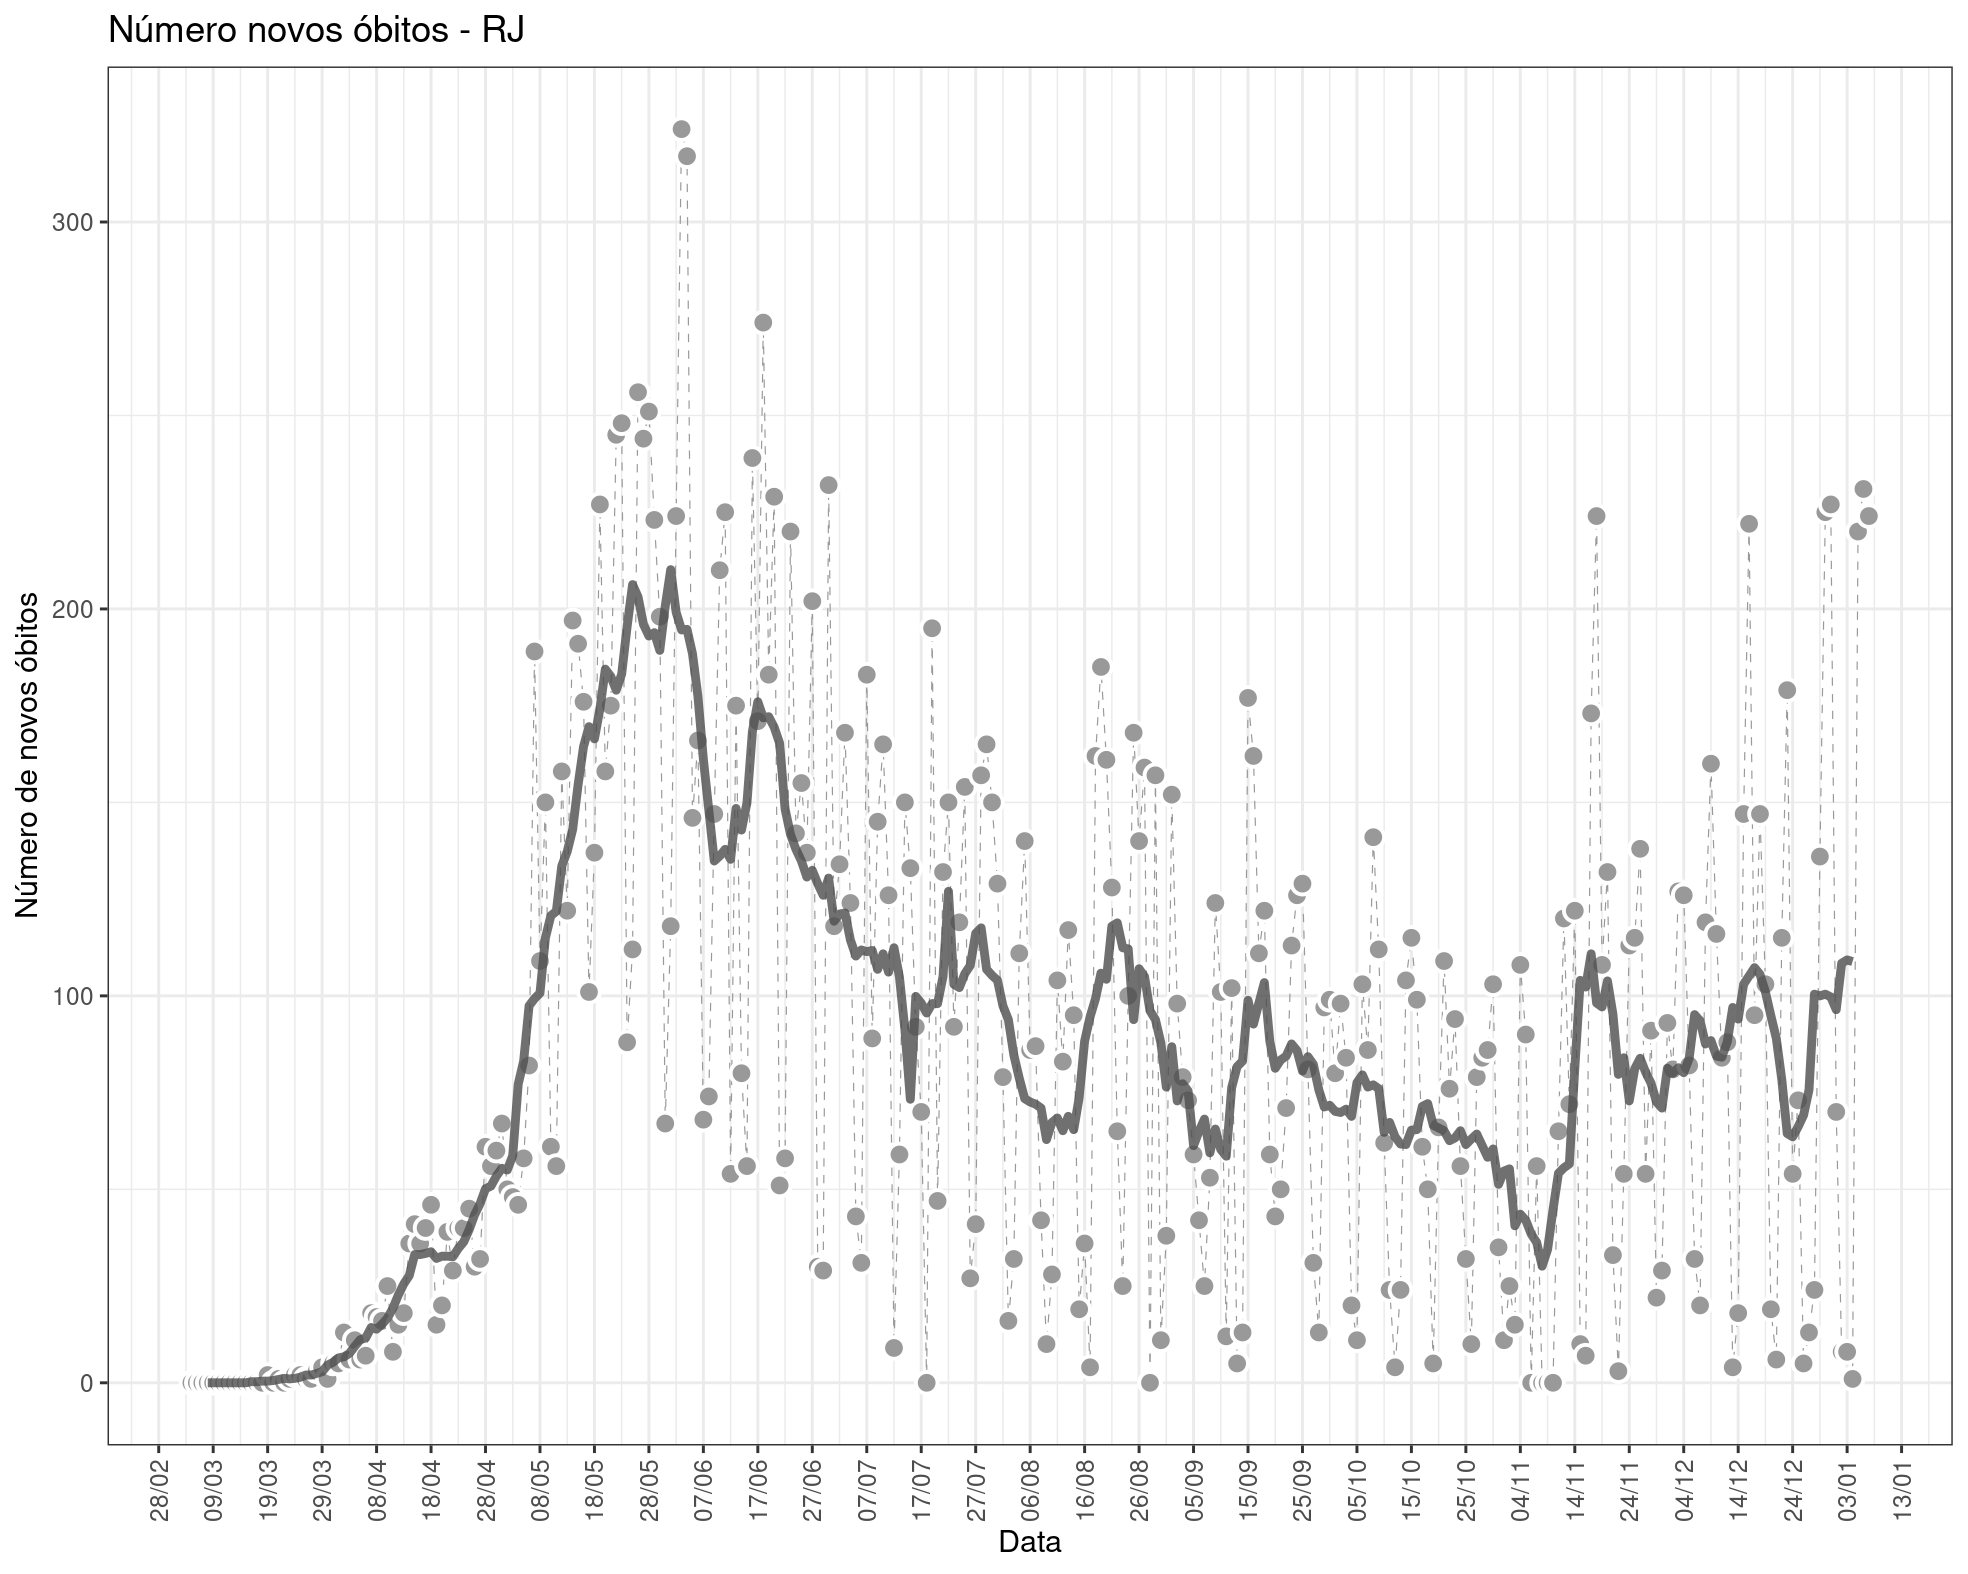 Número novos óbitos - RJ
Número de novos óbitos
300
200
100
0
28/02 09/03 19/03 29/03 08/04 18/04 28/04 08/05 18/05 28/05 07/06 17/06 27/06 07/07 17/07 27/07 06/08 16/08 26/08 05/09 15/09 25/09 05/10 15/10 25/10 04/11 14/11 24/11 04/12 14/12 24/12 03/01 13/01
Data